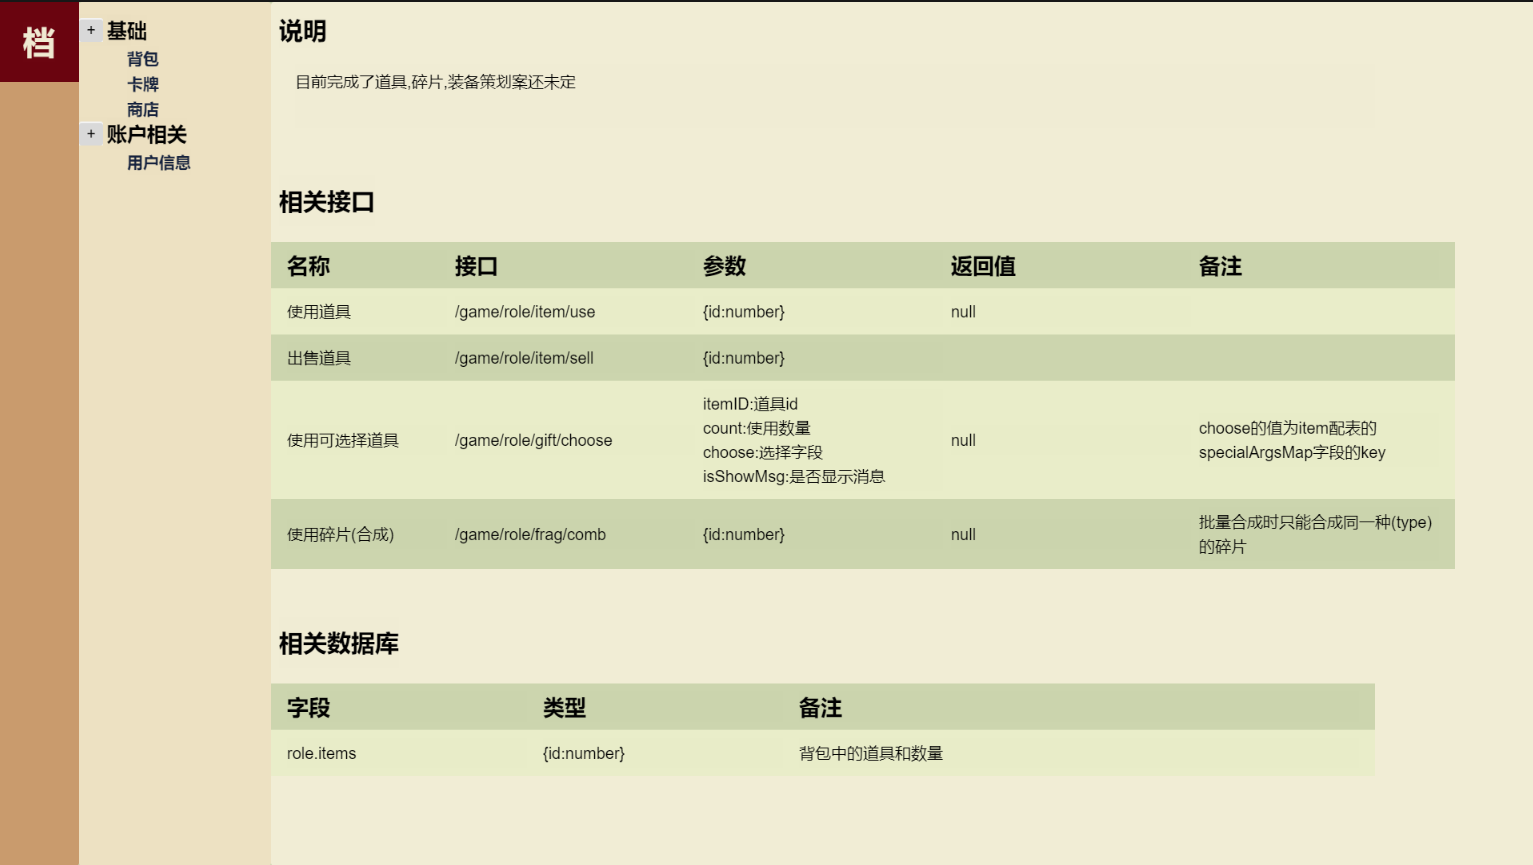 档
+ 基础
背包
卡牌
商店
+ 账户相关
用户信息
说明
目前完成了道具,碎片,装备策划案还未定
相关接口
名称 接口 参数 返回值 备注
使用道具 /game/role/item/use {id:number} null
出售道具 /game/role/item/sell {id:number}
使用可选择道具 /game/role/gift/choose
itemID:道具id
count:使用数量
choose:选择字段
isShowMsg:是否显示消息
null
choose的值为item配表的
specialArgsMap字段的key
使用碎片(合成) /game/role/frag/comb {id:number} null
批量合成时只能合成同一种(type)
的碎片
相关数据库
字段 类型 备注
role.items {id:number} 背包中的道具和数量